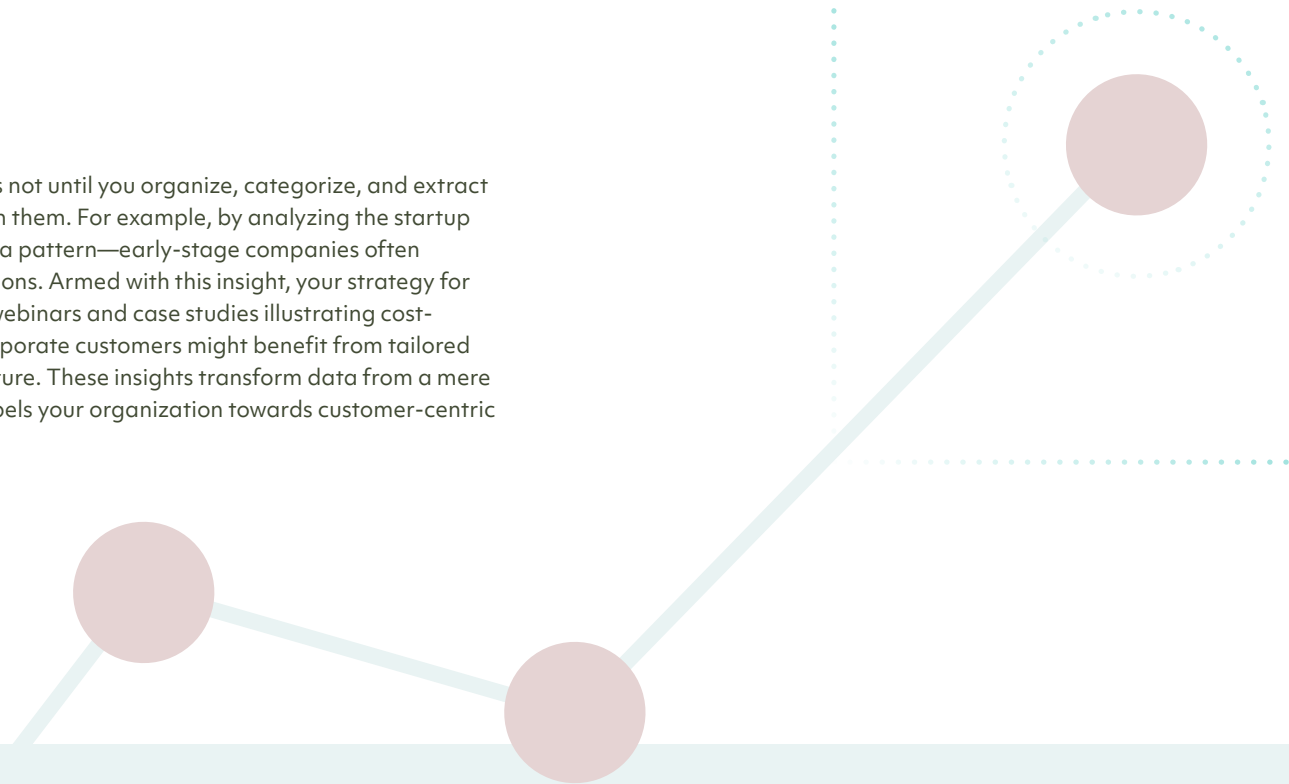 not until you organize, categorize, and extract
them. For example, by analyzing the startup
a pattern—early-stage companies often
ons. Armed with this insight, your strategy for
ebinars and case studies illustrating cost-
porate customers might benefit from tailored
ure. These insights transform data from a mere
els your organization towards customer-centric